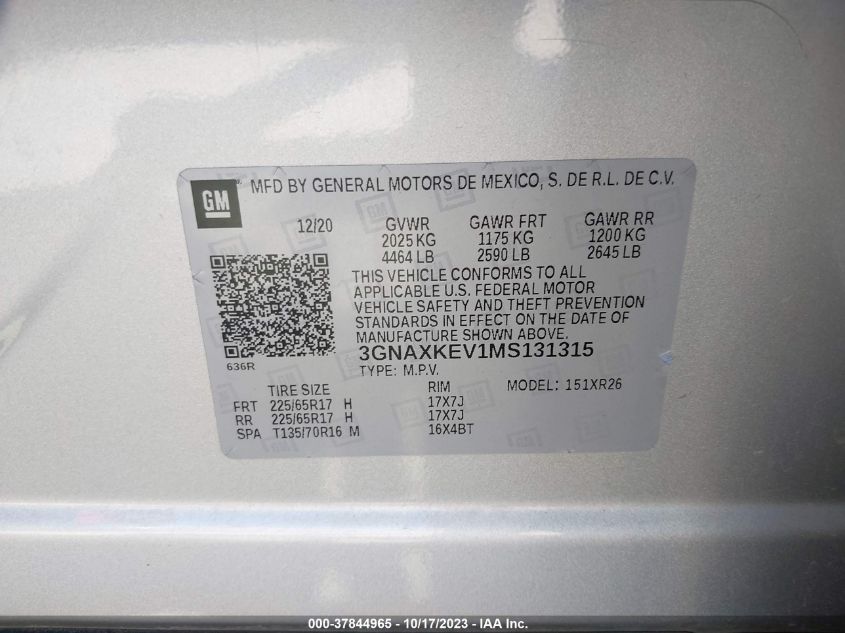 GM MFD BY GENERAL MOTORS DE MEXICO, S. DE R.L. DE C.V.
12/20 GVWR GAWR FRT GAWR RR
2025 KG 1175 KG 1200 KG
4464 LB 2590 LB 2645 LB
THIS VEHICLE CONFORMS TO ALL
APPLICABLE U.S. FEDERAL MOTOR
VEHICLE SAFETY AND THEFT PREVENTION
STANDARDS IN EFFECT ON THE DATE OF
MANUFACTURE SHOWN ABOVE.
3GNAXKEV1MS131315
636R
TYPE: M.P.V.
TIRE SIZE RIM MODEL: 151XR26
FRT 225/65R17 H 17X7J
RR 225/65R17 H 17X7J
SPA T135/70R16 M 16X4BT
000-37844965 - 10/17/2023 - IAA Inc.